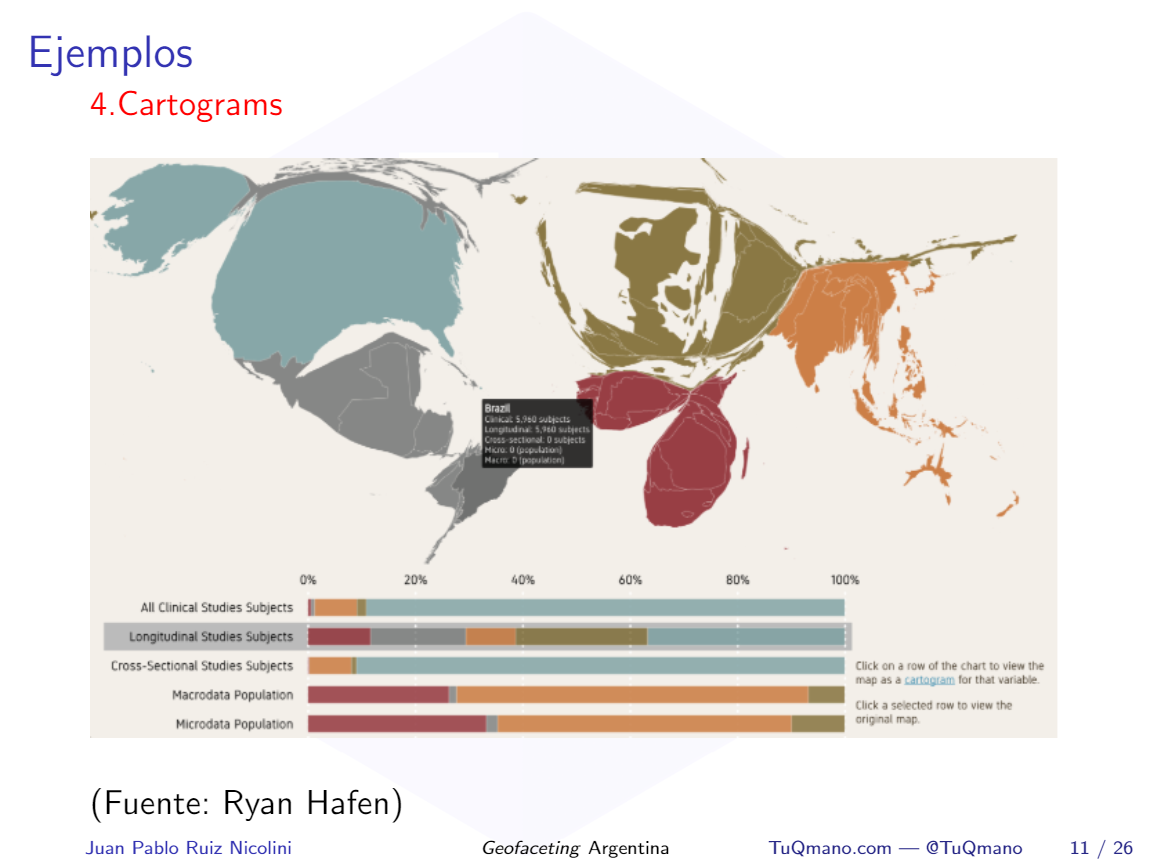 Ejemplos
4.Cartograms
Brazil
Clinical: 5,960 subjects
Longitudinal: 5,960 subjects
Cross-sectional: 0 subjects
Micro: 0 (population)
Macro: 0 (population)
0% 20% 40% 60% 80% 100%
All Clinical Studies Subjects
Longitudinal Studies Subjects
Cross-Sectional Studies Subjects
Macrodata Population
Microdata Population
Click on a row of the chart to view the
map as a cartogram for that variable.
Click a selected row to view the
original map.
(Fuente: Ryan Hafen)
Juan Pablo Ruiz Nicolini Geofaceting Argentina TuQmano.com — @TuQmano 11 / 26